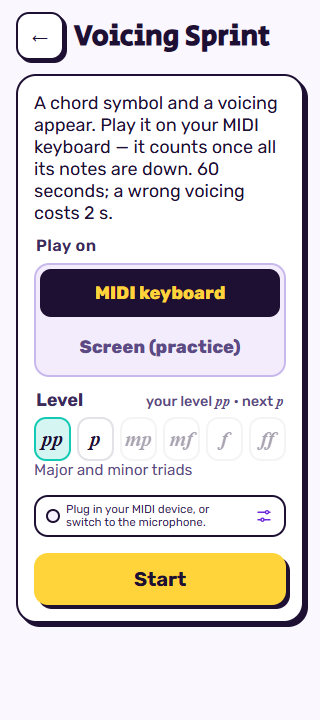 ← Voicing Sprint
A chord symbol and a voicing
appear. Play it on your MIDI
keyboard — it counts once all
its notes are down. 60
seconds; a wrong voicing
costs 2 s.
Play on
MIDI keyboard
Screen (practice)
Level your level pp · next p
pp p mp mf f ff
Major and minor triads
Plug in your MIDI device, or
switch to the microphone.
Start